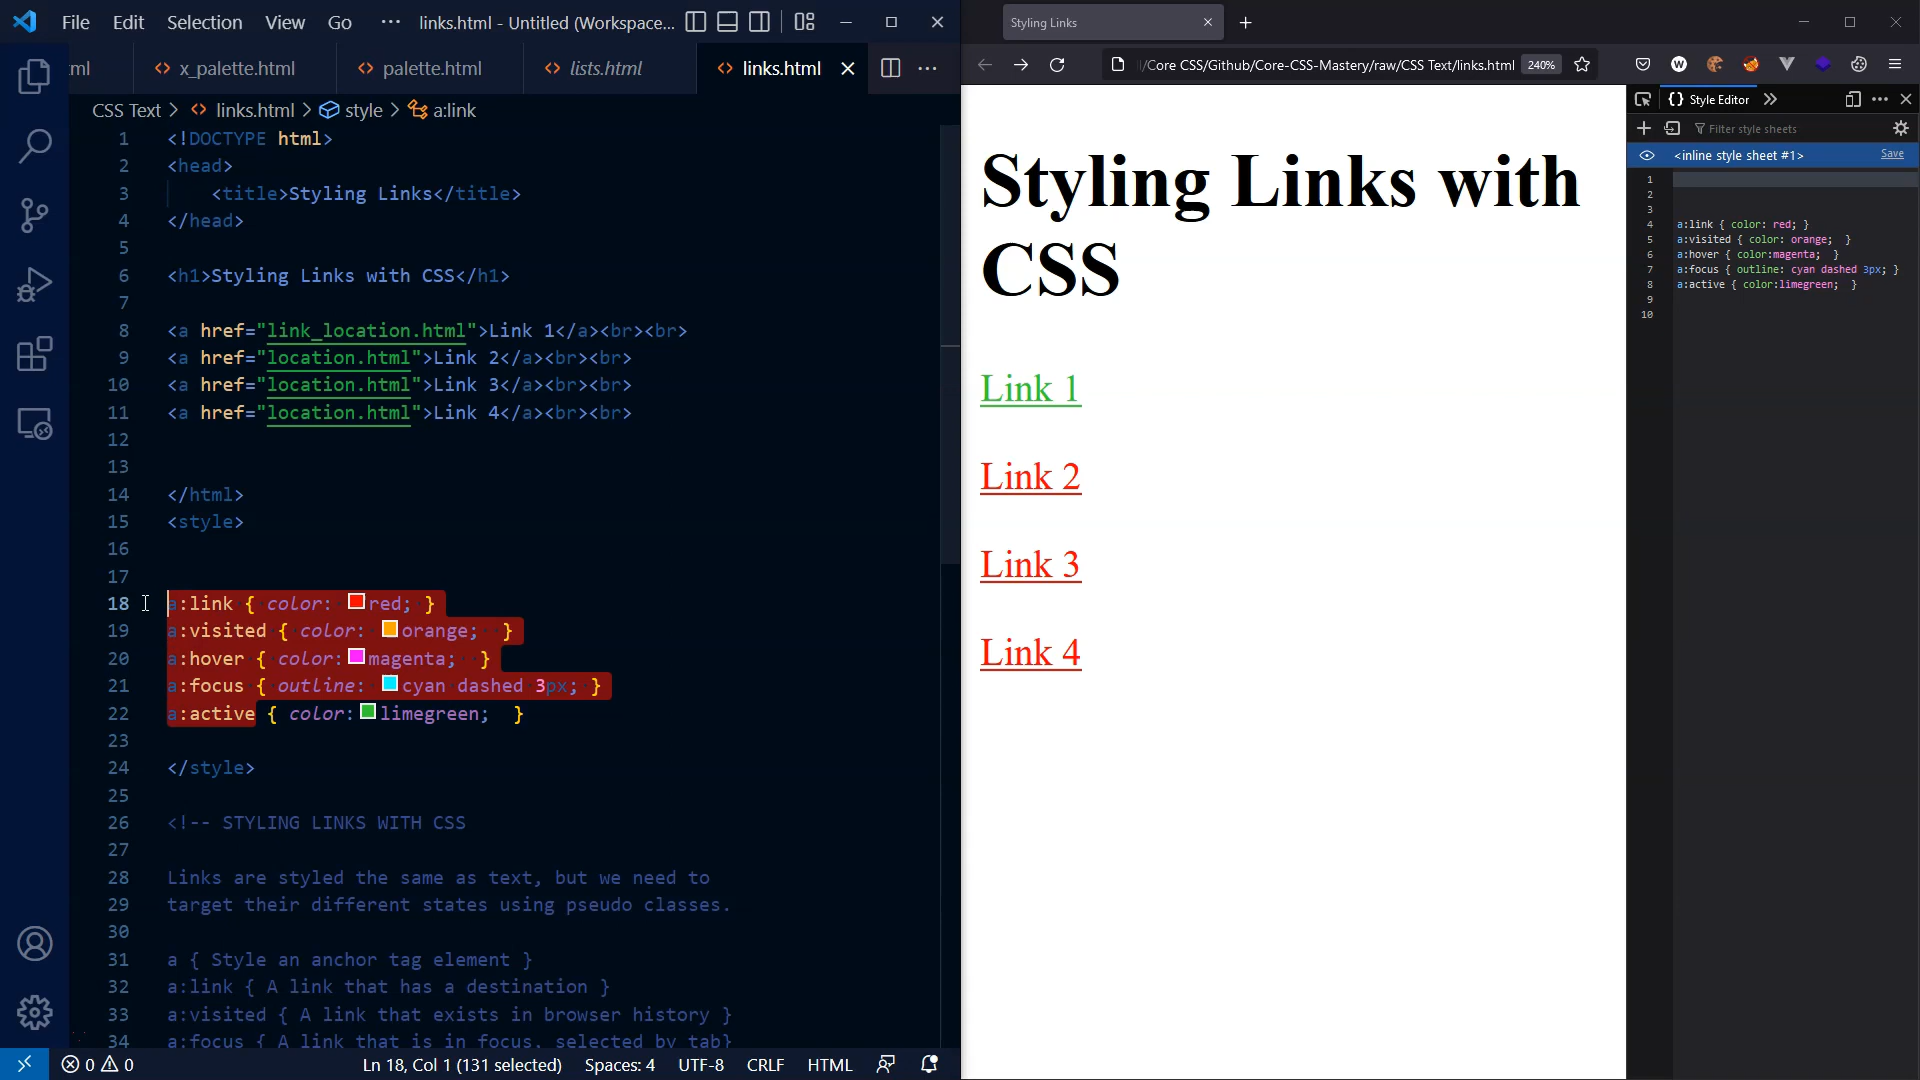 File Edit Selection View Go ··· links.html - Untitled (Workspace...
ml x_palette.html palette.html lists.html links.html
CSS Text > links.html > style > a:link
1 <!DOCTYPE html>
2 <head>
3 <title>Styling Links</title>
4 </head>
5
6 <h1>Styling Links with CSS</h1>
7
8 <a href="link_location.html">Link 1</a><br><br>
9 <a href="location.html">Link 2</a><br><br>
10 <a href="location.html">Link 3</a><br><br>
11 <a href="location.html">Link 4</a><br><br>
12
13
14 </html>
15 <style>
16
17
18 a:link { color: red; }
19 a:visited { color: orange; }
20 a:hover { color:magenta; }
21 a:focus { outline: cyan dashed 3px; }
22 a:active { color:limegreen; }
23
24 </style>
25
26 <!-- STYLING LINKS WITH CSS
27
28 Links are styled the same as text, but we need to
29 target their different states using pseudo classes.
30
31 a { Style an anchor tag element }
32 a:link { A link that has a destination }
33 a:visited { A link that exists in browser history }
34 a:focus { A link that is in focus, selected by tab}
0 0 Ln 18, Col 1 (131 selected) Spaces: 4 UTF-8 CRLF HTML
Styling Links
/Core CSS/Github/Core-CSS-Mastery/raw/CSS Text/links.html 240%
Styling Links with
CSS
Link 1
Link 2
Link 3
Link 4
{} Style Editor
Filter style sheets
<inline style sheet #1> Save
1
2
3
4 a:link { color: red; }
5 a:visited { color: orange; }
6 a:hover { color:magenta; }
7 a:focus { outline: cyan dashed 3px; }
8 a:active { color:limegreen; }
9
10